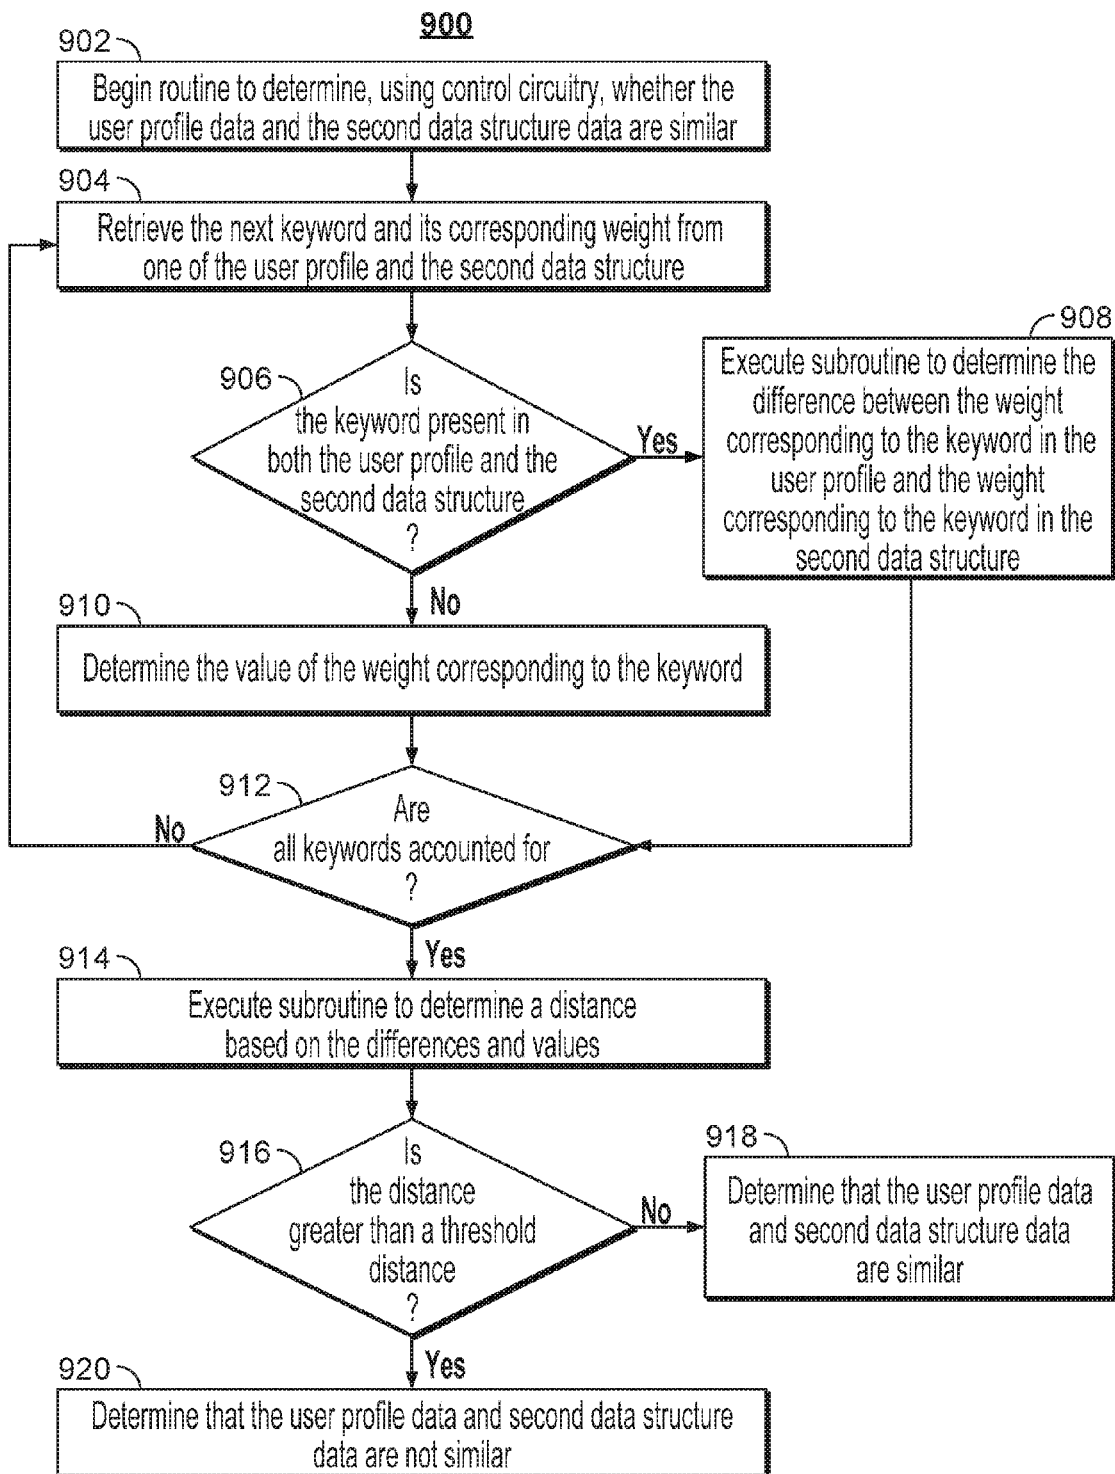 900
902
Begin routine to determine, using control circuitry, whether the
user profile data and the second data structure data are similar
904
Retrieve the next keyword and its corresponding weight from
one of the user profile and the second data structure
906
Is
the keyword present in
both the user profile and the
second data structure
?
Yes
908
Execute subroutine to determine the
difference between the weight
corresponding to the keyword in the
user profile and the weight
corresponding to the keyword in the
second data structure
No
910
Determine the value of the weight corresponding to the keyword
912
Are
all keywords accounted for
?
No
Yes
914
Execute subroutine to determine a distance
based on the differences and values
916
Is
the distance
greater than a threshold
distance
?
No
918
Determine that the user profile data
and second data structure data
are similar
Yes
920
Determine that the user profile data and second data structure
data are not similar